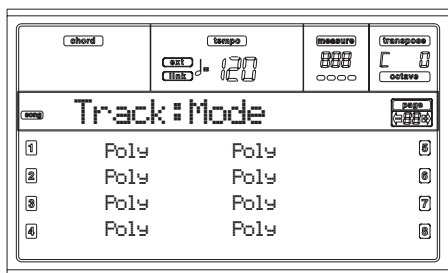 chord tempo measure transpose
ext link ♩= 120 888 [ 0
octave
song Track:Mode page
1 Poly Poly 5
2 Poly Poly 6
3 Poly Poly 7
4 Poly Poly 8